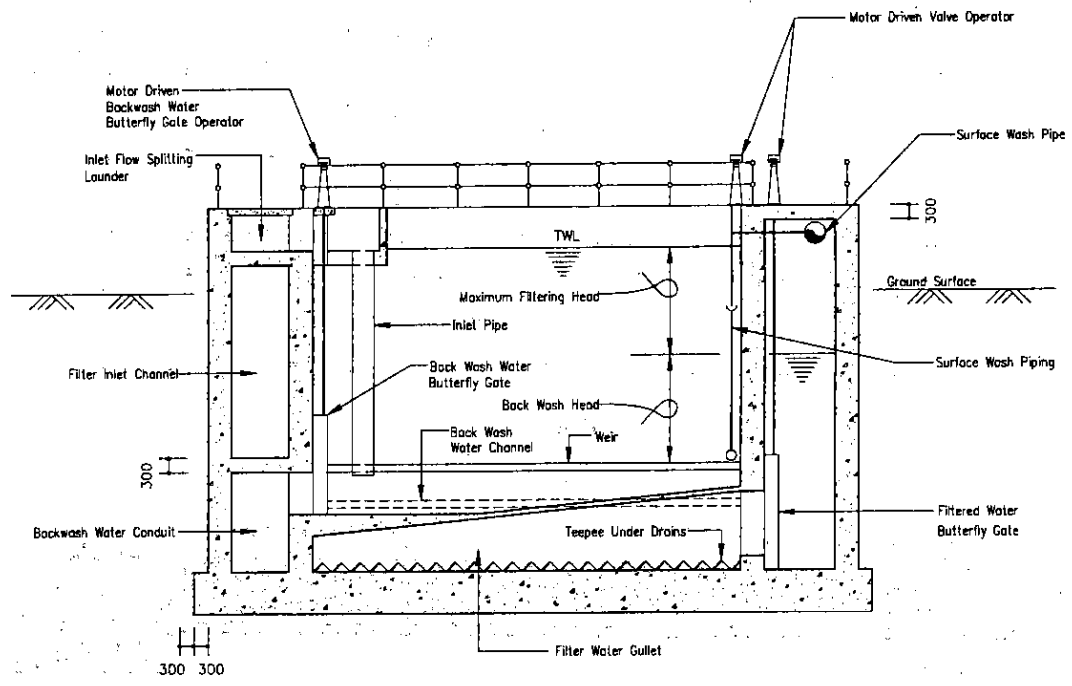 Motor Driven Valve Operator
Motor Driven
Backwash Water
Butterfly Gate Operator
Surface Wash Pipe
Inlet Flow Splitting
Launder
300
TWL
Ground Surface
Maximum Filtering Head
Inlet Pipe
Surface Wash Piping
Filter Inlet Channel
Back Wash Water
Butterfly Gate
Back Wash Head
Back Wash
Water Channel
Weir
300
Backwash Water Conduit
Teepee Under Drains
Filtered Water
Butterfly Gate
Filter Water Gullet
300 300